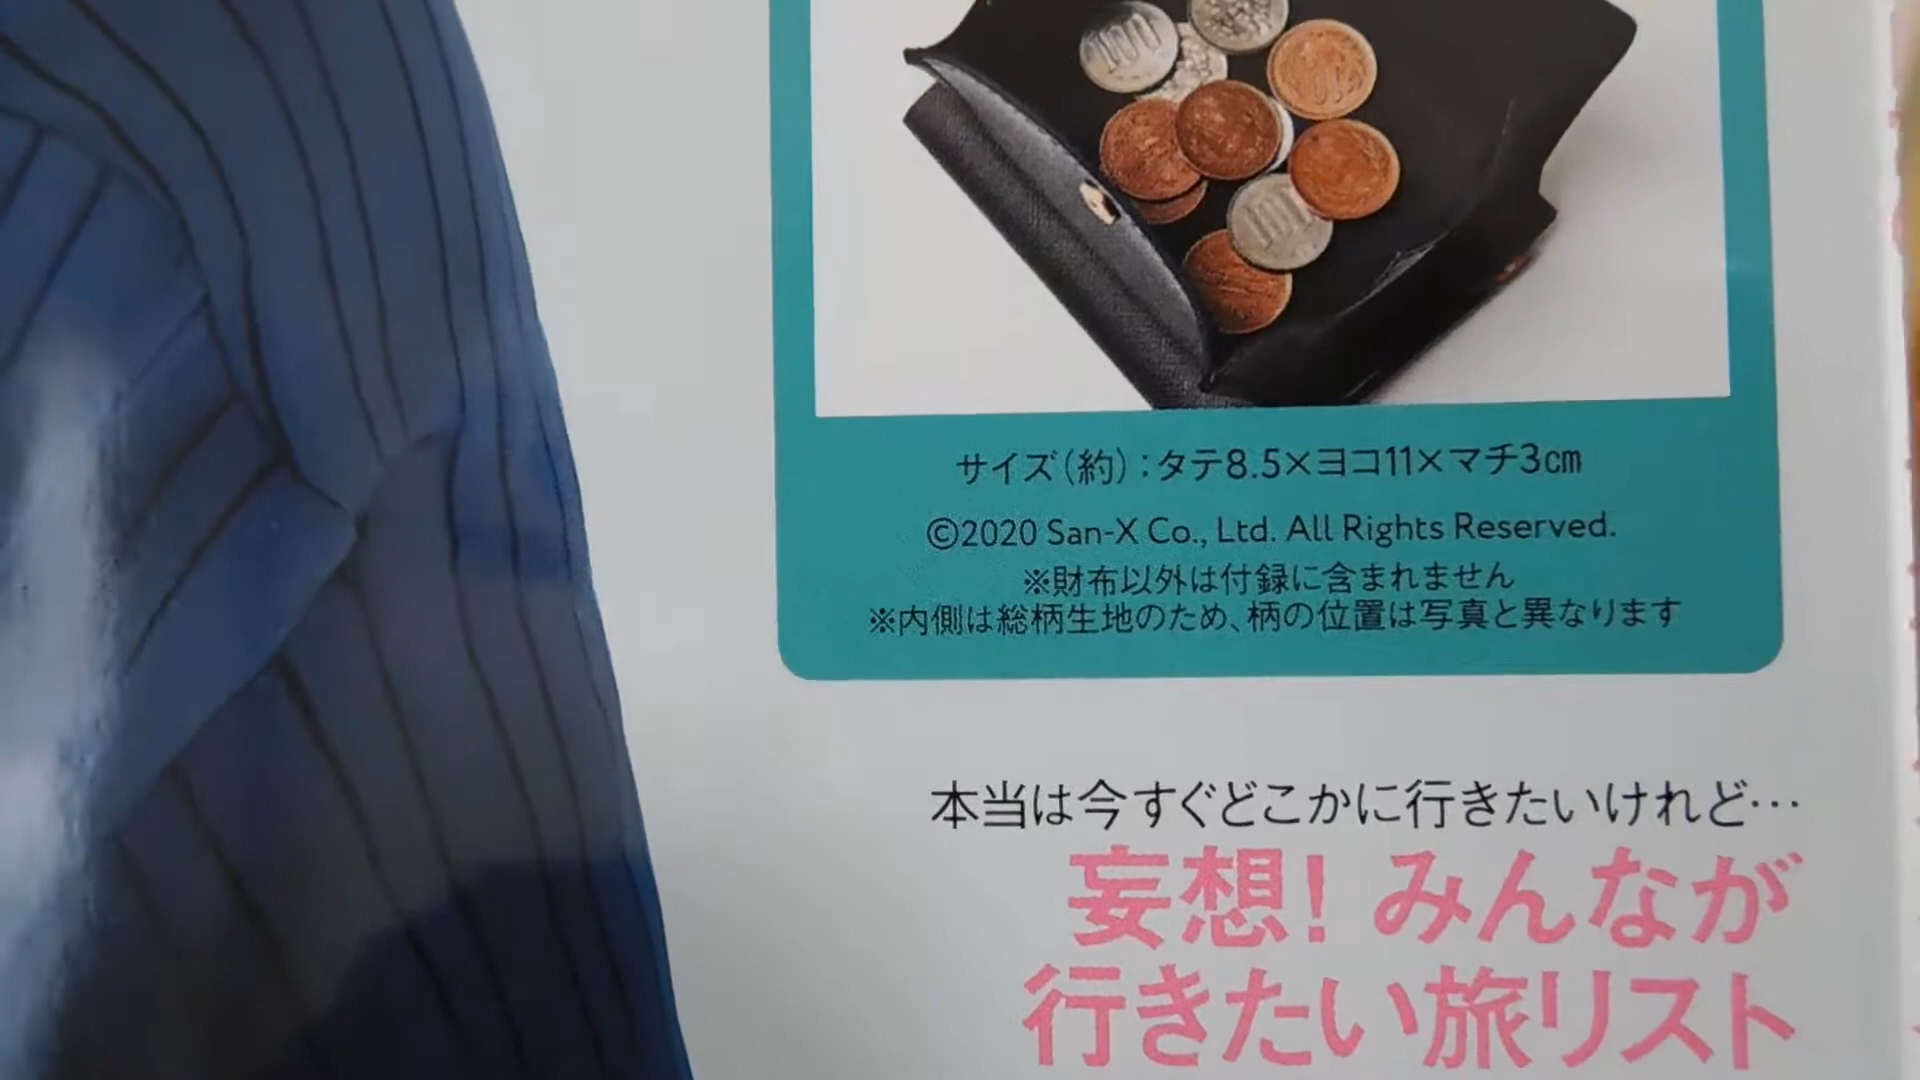 100
100
サイズ(約):タテ8.5×ヨコ11×マチ3cm
©2020 San-X Co., Ltd. All Rights Reserved.
※財布以外は付録に含まれません
※内側は総柄生地のため、柄の位置は写真と異なります
本当は今すぐどこかに行きたいけれど…
妄想! みんなが
行きたい旅リスト